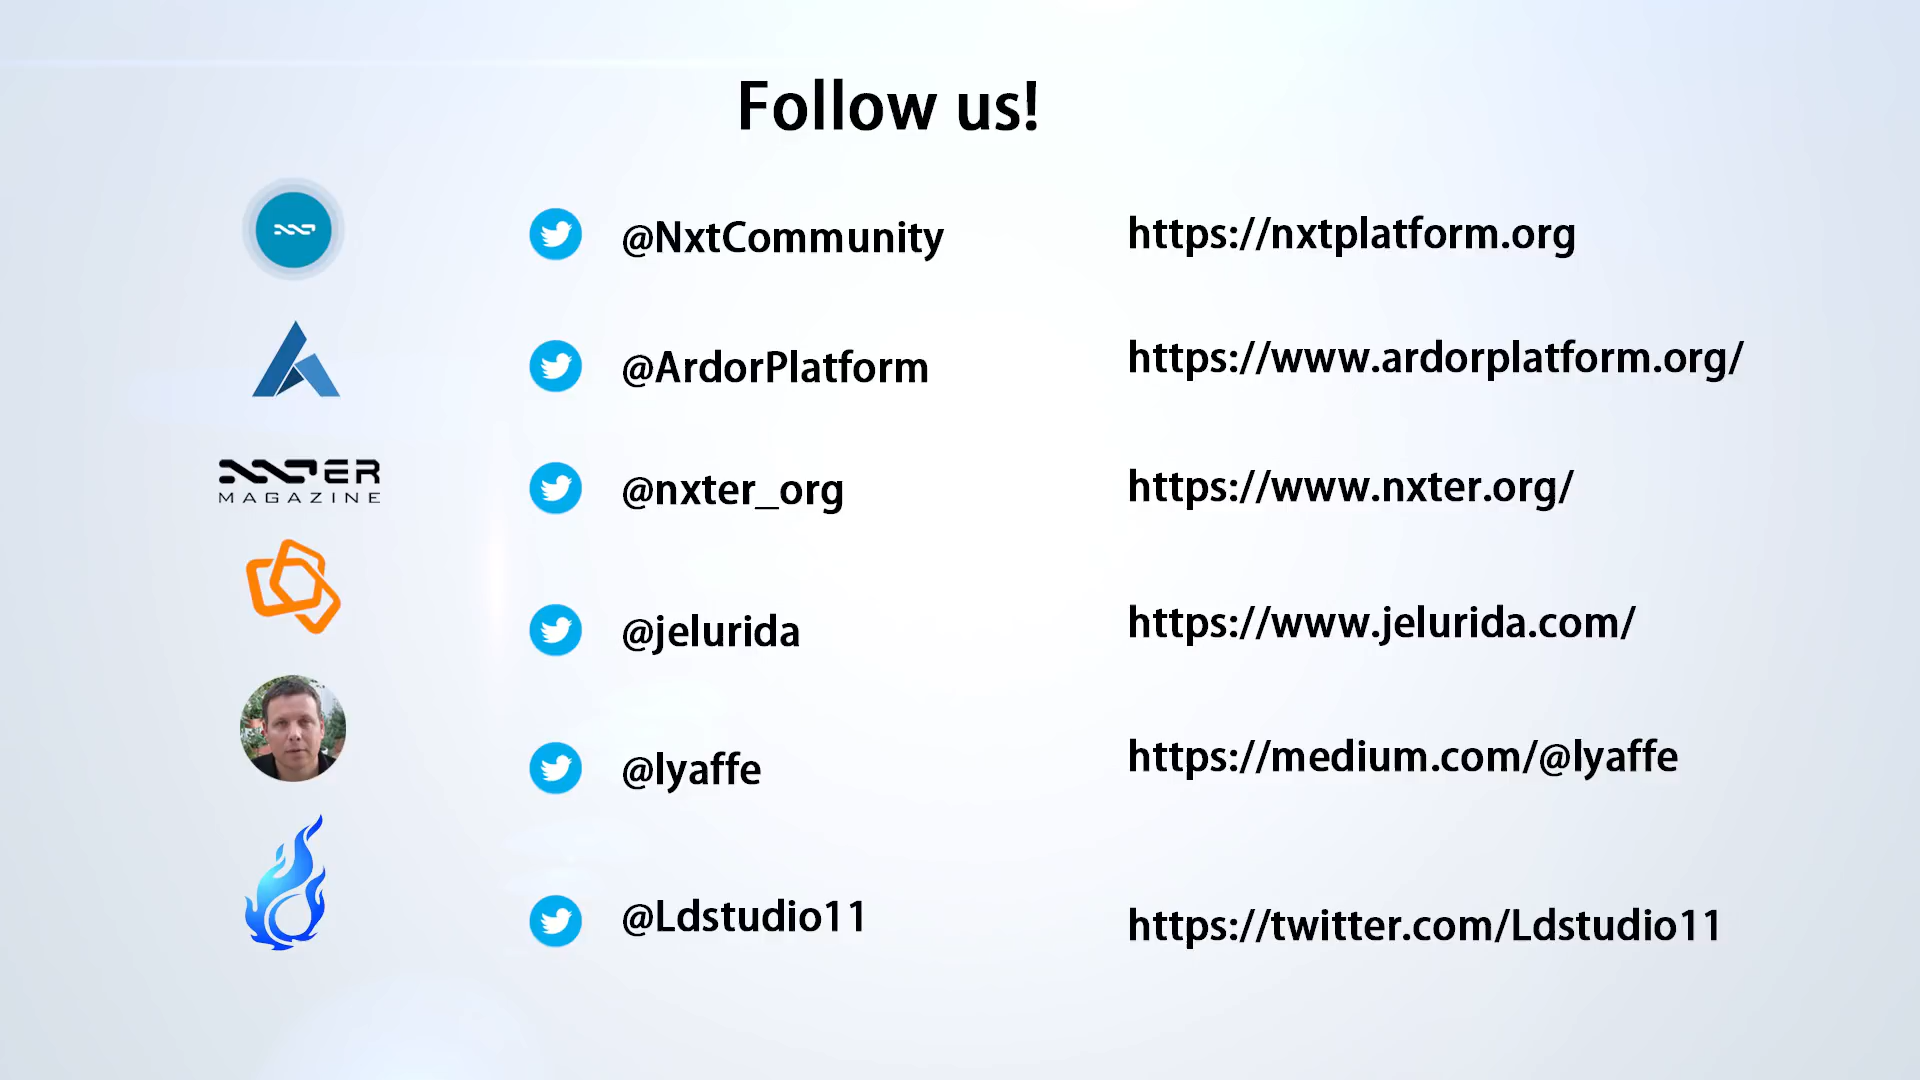 Follow us!
@NxtCommunity https://nxtplatform.org
@ArdorPlatform https://www.ardorplatform.org/
NXTER
MAGAZINE
@nxter_org https://www.nxter.org/
@jelurida https://www.jelurida.com/
@lyaffe https://medium.com/@lyaffe
@Ldstudio11 https://twitter.com/Ldstudio11